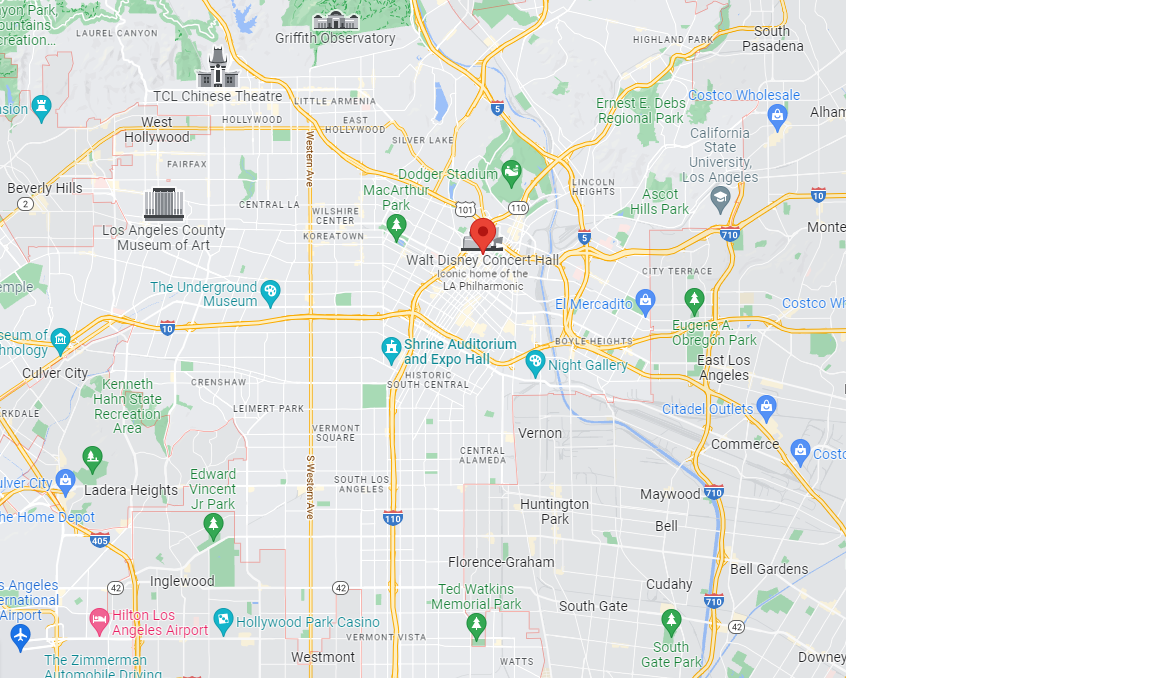 yon Park,
ountains
creation...
LAUREL CANYON
Griffith Observatory
HIGHLAND PARK
South
Pasadena
TCL Chinese Theatre
LITTLE ARMENIA
HOLLYWOOD
EAST
HOLLYWOOD
West
Hollywood
sion
5
Ernest E. Debs
Regional Park
Costco Wholesale
Alham
California
State
University,
Los Angeles
SILVER LAKE
FAIRFAX
Western Ave
Dodger Stadium
MacArthur
Park
LINCOLN
HEIGHTS
Ascot
Hills Park
Beverly Hills
2
10
CENTRAL LA
WILSHIRE
CENTER
KOREATOWN
101
110
5
710
Monte
Los Angeles County
Museum of Art
Walt Disney Concert Hall
Iconic home of the
LA Philharmonic
CITY TERRACE
emple
The Underground
Museum
El Mercadito
Costco Wh
10
Eugene A.
Obregon Park
seum of
hnology
Shrine Auditorium
and Expo Hall
BOYLE HEIGHTS
Night Gallery
East Los
Angeles
Culver City
CRENSHAW
HISTORIC
SOUTH CENTRAL
Kenneth
Hahn State
Recreation
Area
RKDALE
LEIMERT PARK
Citadel Outlets
VERMONT
SQUARE
Vernon
Commerce
Costc
CENTRAL
ALAMEDA
S Western Ave
ulver City
Ladera Heights
Edward
Vincent
Jr Park
SOUTH LOS
ANGELES
Maywood
710
he Home Depot
110
Huntington
Park
Bell
405
Florence-Graham
Bell Gardens
Inglewood
s Angeles
ernational
Airport
42
42
Ted Watkins
Memorial Park
Cudahy
710
South Gate
Hilton Los
Angeles Airport
Hollywood Park Casino
VERMONT VISTA
42
South
Gate Park
The Zimmerman
Automobile Driving
Westmont
WATTS
Downey